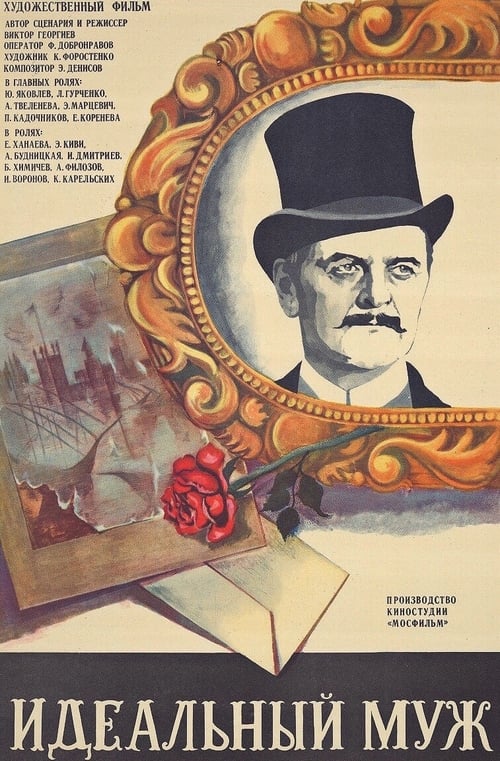 ХУДОЖЕСТВЕННЫЙ ФИЛЬМ
АВТОР СЦЕНАРИЯ И РЕЖИССЕР
ВИКТОР ГЕОРГИЕВ
ОПЕРАТОР Ф. ДОБРОНРАВОВ
ХУДОЖНИК К. ФОРОСТЕНКО
КОМПОЗИТОР Э. ДЕНИСОВ
В ГЛАВНЫХ РОЛЯХ:
Ю. ЯКОВЛЕВ, Л. ГУРЧЕНКО,
А. ТВЕЛЕНЕВА, Э. МАРЦЕВИЧ,
П. КАДОЧНИКОВ, Е. КОРЕНЕВА
В РОЛЯХ:
Е. ХАНАЕВА, Э. КИВИ,
А. БУДНИЦКАЯ, И. ДМИТРИЕВ,
Б. ХИМИЧЕВ, А. ФИЛОЗОВ,
И. ВОРОНОВ, К. КАРЕЛЬСКИХ
ПРОИЗВОДСТВО
КИНОСТУДИИ
«МОСФИЛЬМ»
ИДЕАЛЬНЫЙ МУЖ